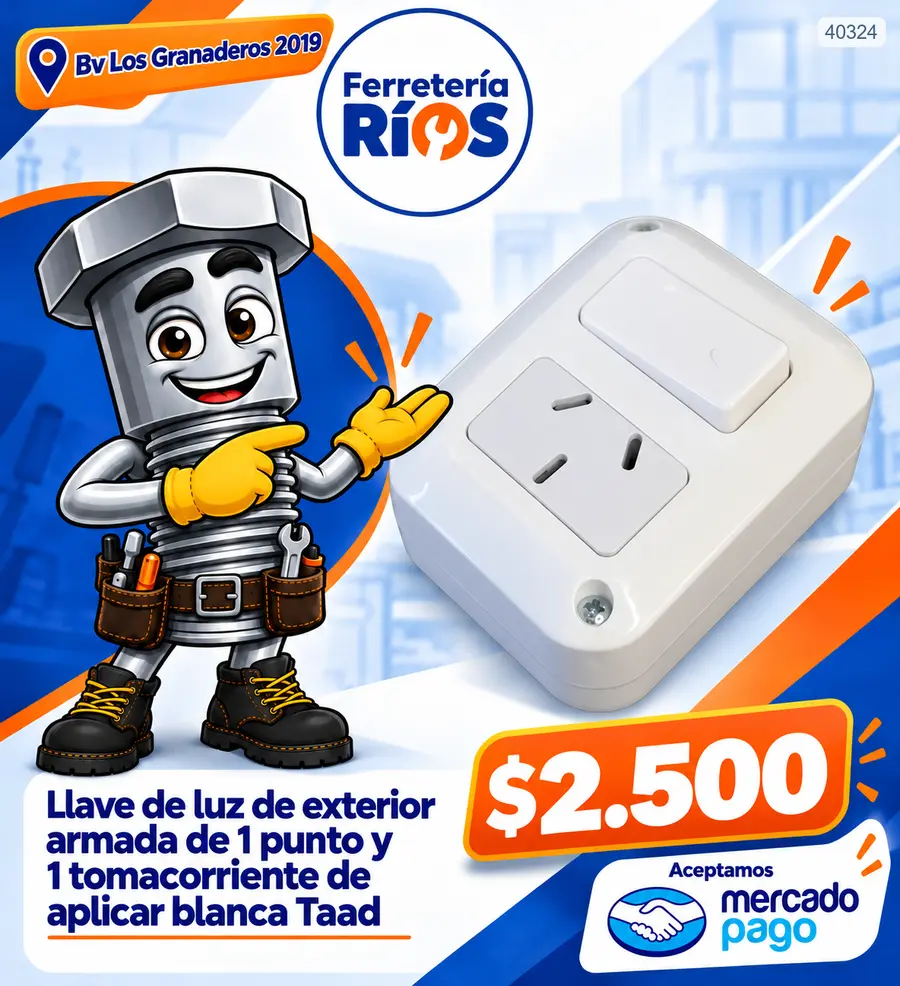 Bv Los Granaderos 2019
Ferretería
RÍOS
40324
Llave de luz de exterior
armada de 1 punto y
1 tomacorriente de
aplicar blanca Taad
$2.500
Aceptamos
mercado
pago